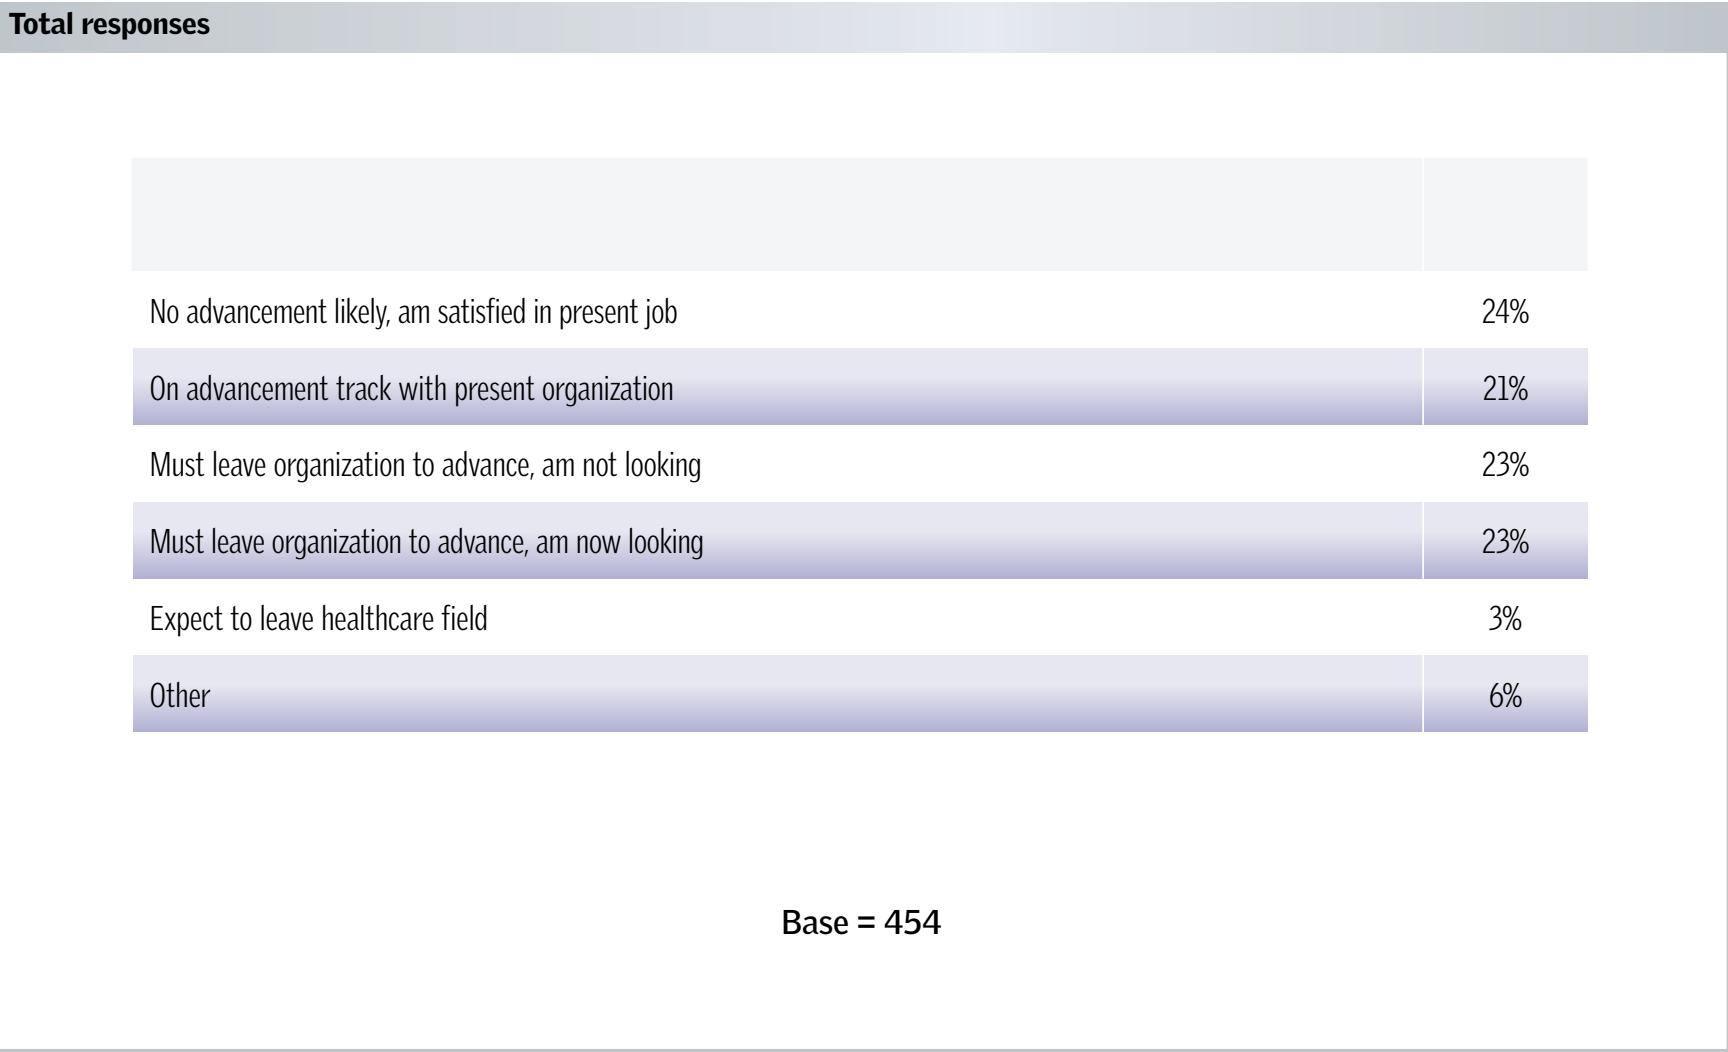 Total responses
No advancement likely, am satisfied in present job 24%
On advancement track with present organization 21%
Must leave organization to advance, am not looking 23%
Must leave organization to advance, am now looking 23%
Expect to leave healthcare field 3%
Other 6%
Base = 454